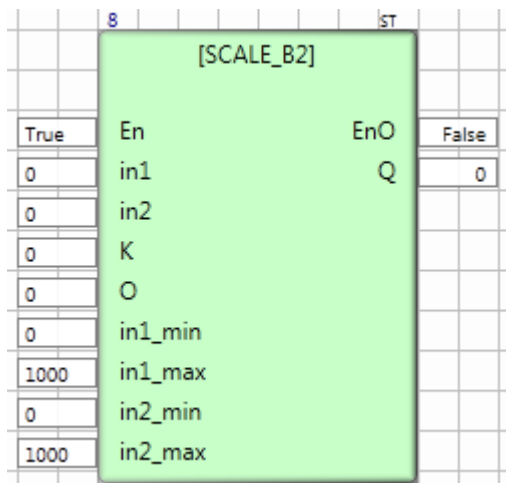 8 ST
[SCALE_B2]
True En EnO False
0 in1 Q 0
0 in2
0 K
0 O
0 in1_min
1000 in1_max
0 in2_min
1000 in2_max